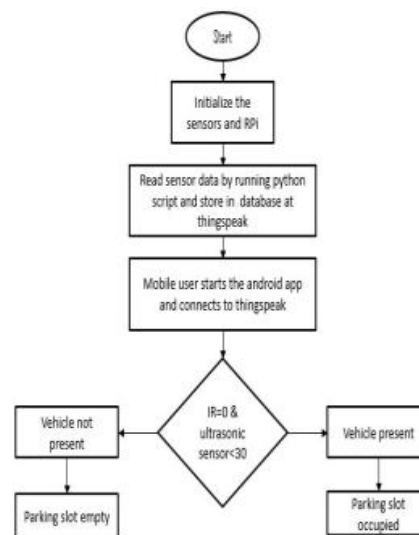 Start
Initialize the
sensors and RPi
Read sensor data by running python
script and store in database at
thingspeak
Mobile user starts the android app
and connects to thingspeak
IR=0 &
ultrasonic
sensor<30
Vehicle not
present
Vehicle present
Parking slot empty
Parking slot
occupied